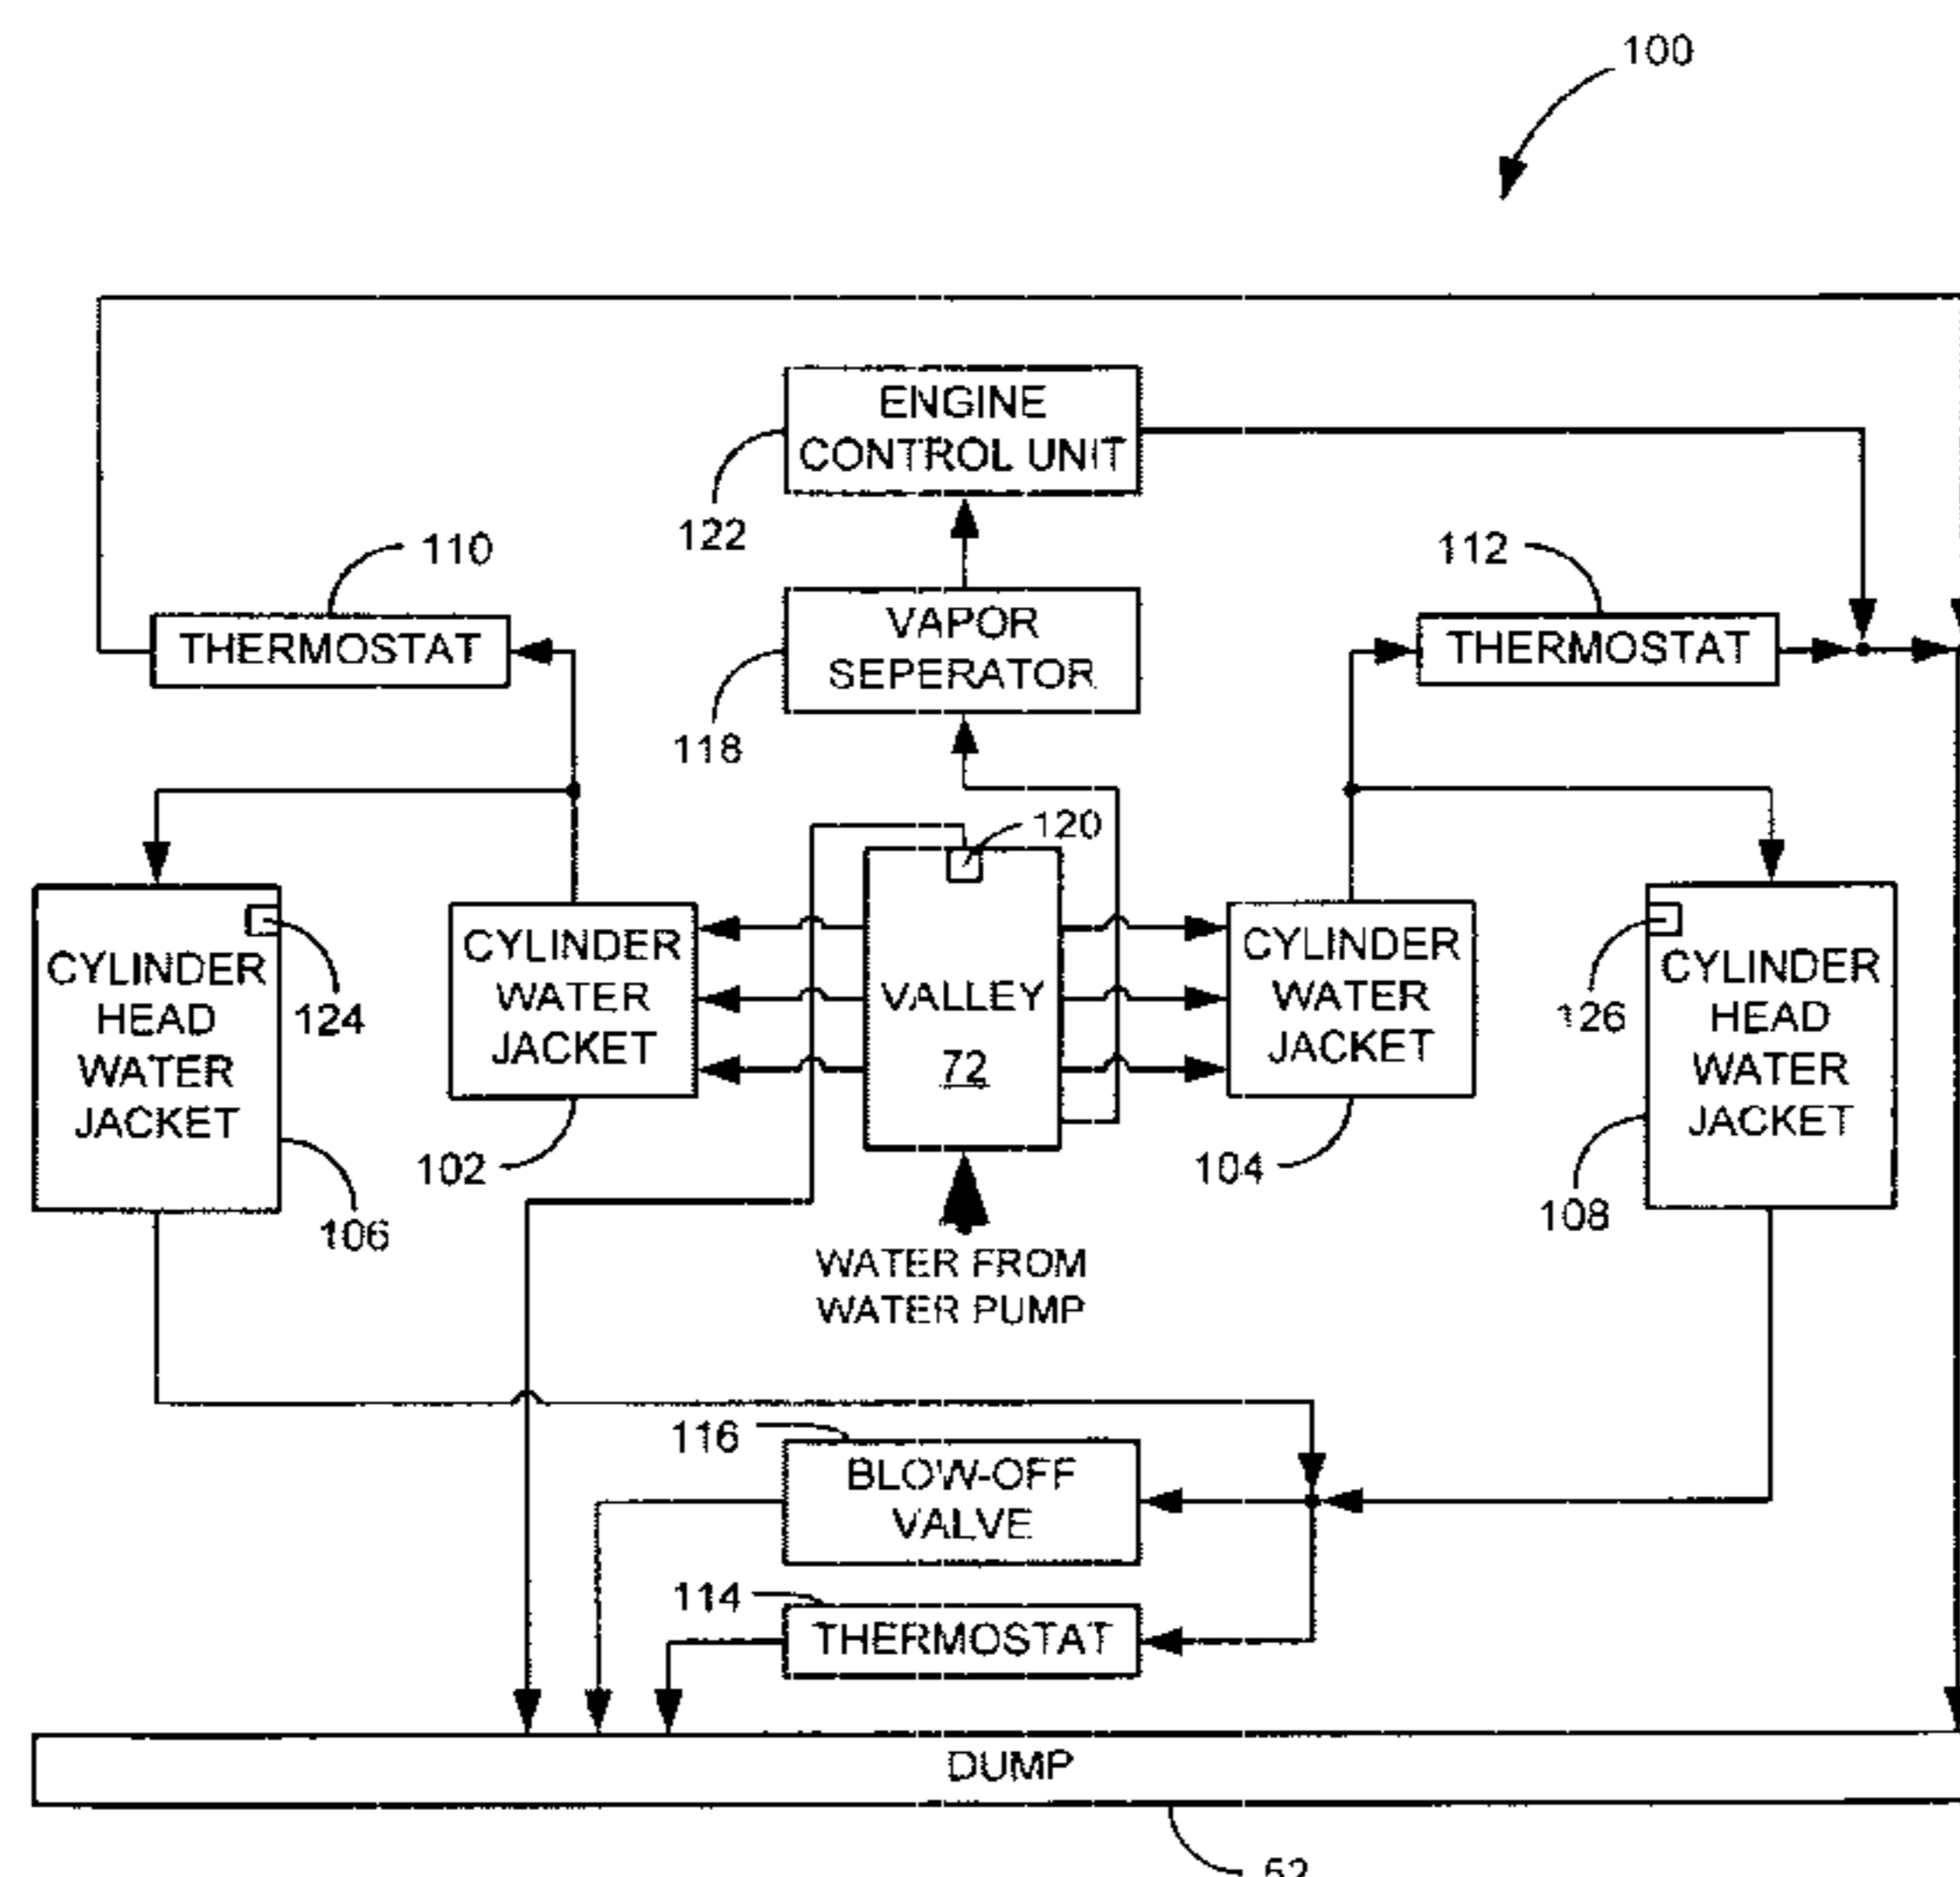 100
ENGINE
CONTROL UNIT
122
110
112
THERMOSTAT
VAPOR
SEPERATOR
THERMOSTAT
118
120
CYLINDER
HEAD
WATER
JACKET
124
CYLINDER
WATER
JACKET
VALLEY
72
CYLINDER
WATER
JACKET
126
CYLINDER
HEAD
WATER
JACKET
102
104
106
108
WATER FROM
WATER PUMP
116
BLOW-OFF
VALVE
114
THERMOSTAT
DUMP